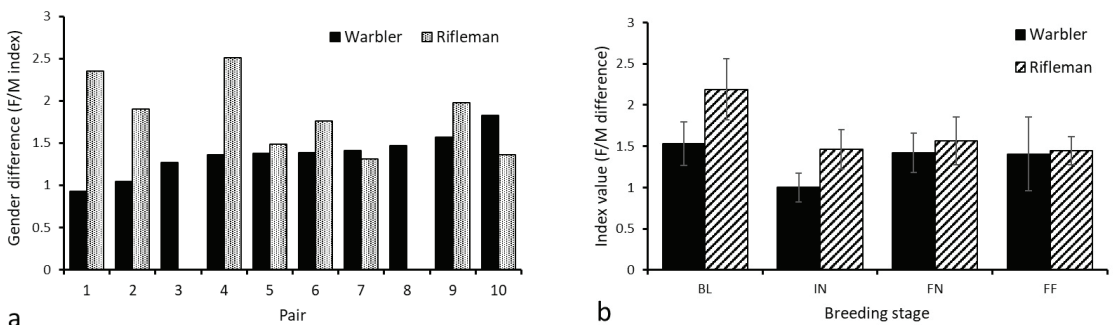 3
2.5
2
1.5
1
0.5
0
Gender difference (F/M index)
Warbler
Rifleman
1 2 3 4 5 6 7 8 9 10
Pair
a
3
2.5
2
1.5
1
0.5
0
Index value (F/M difference)
Warbler
Rifleman
BL IN FN FF
Breeding stage
b